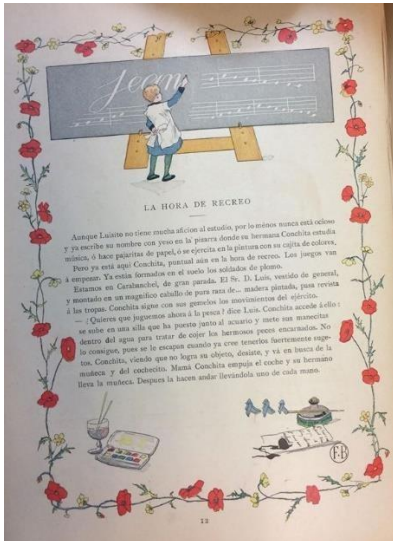 Jean
LA HORA DE RECREO
Aunque Luisito no tiene mucha afición al estudio, por lo ménos nunca está ocioso
y ya escribe su nombre con yeso en la pizarra donde su hermana Conchita estudia
música, ó hace pajaritas de papel, ó se ejercita en la pintura con su cajita de colores.
Pero ya está aquí Conchita, puntual aún en la hora de recreo. Los juegos van
á empezar. Ya están formados en el suelo los soldados de plomo.
Estamos en Carabanchel, de gran parada. El Sr. D. Luis, vestido de general,
y montado en un magnífico caballo de pura raza de... madera pintada, pasa revista
á las tropas. Conchita sigue con sus gemelos los movimientos del ejército.
— ¿Quieres que juguemos ahora á la pesca? dice Luis. Conchita accede á ello:
se sube en una silla que ha puesto junto al acuario y mete sus manecitas
dentro del agua para tratar de cojer los hermosos peces encarnados. No
lo consigue, pues se le escapan cuando ya cree tenerlos fuertemente suge-
tos. Conchita, viendo que no logra su objeto, desiste, y vá en busca de la
muñeca y del cochecito. Mamá Conchita empuja el coche y su hermano
lleva la muñeca. Despues la hacen andar llevándola uno de cada mano.
F·B
12